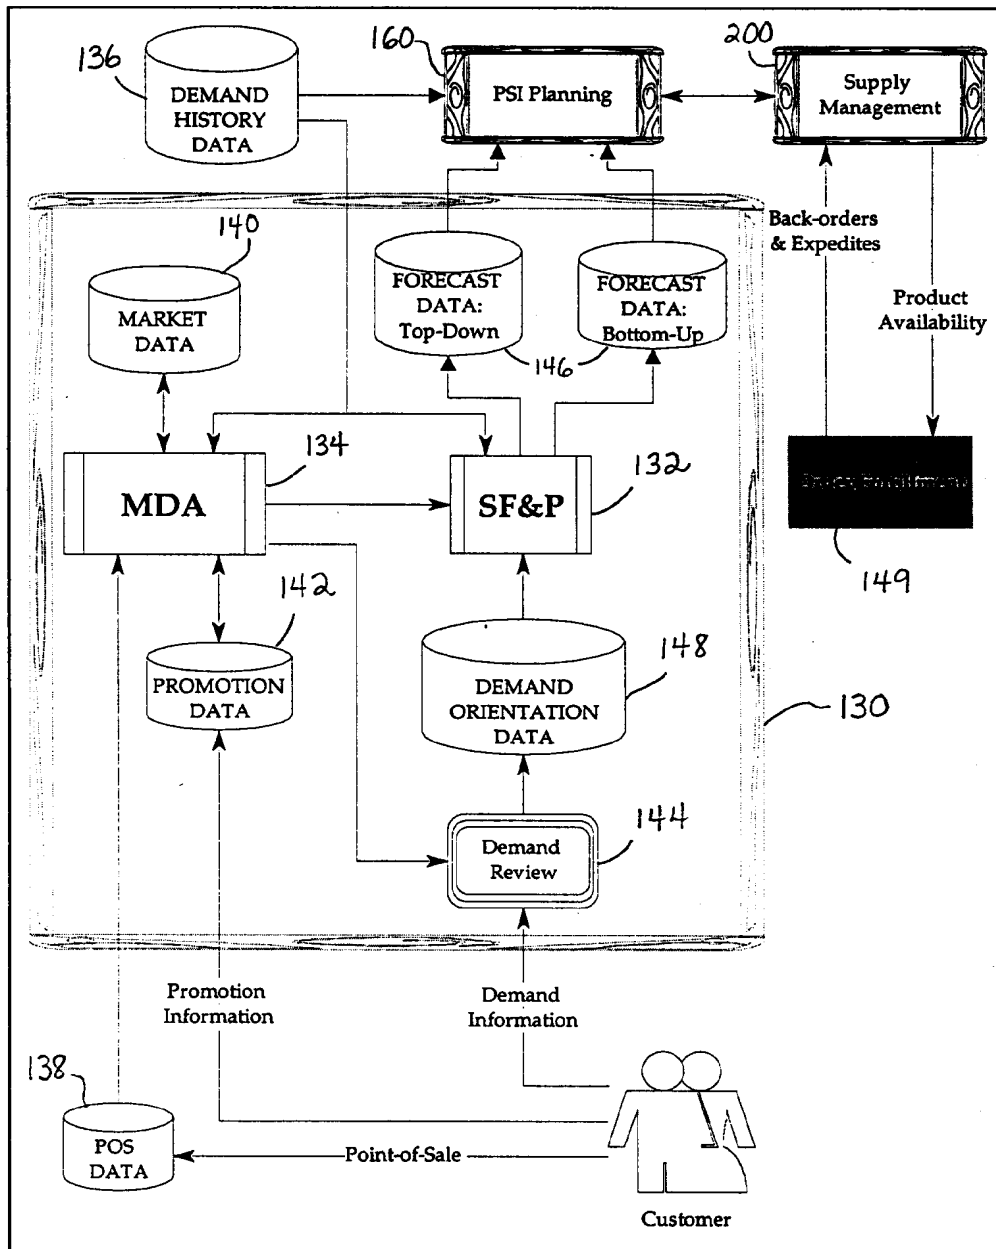 136
DEMAND
HISTORY
DATA
160
PSI Planning
200
Supply
Management
140
MARKET
DATA
FORECAST
DATA:
Top-Down
FORECAST
DATA:
Bottom-Up
146
Back-orders
& Expedites
Product
Availability
MDA
134
SF&P
132
149
PROMOTION
DATA
142
DEMAND
ORIENTATION
DATA
148
130
Demand
Review
144
Promotion
Information
Demand
Information
138
POS
DATA
Point-of-Sale
Customer